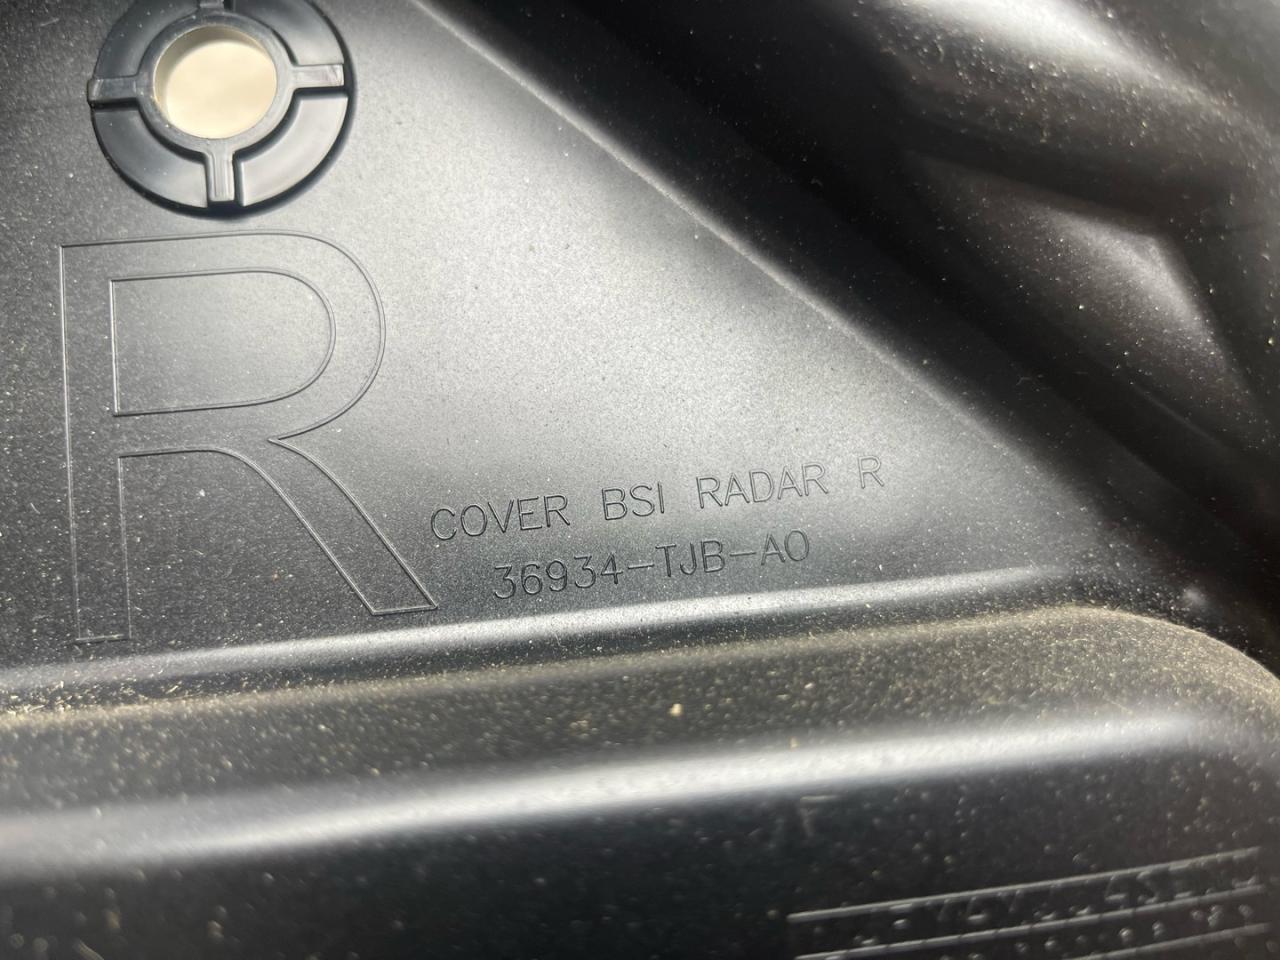 R
COVER BSI RADAR R
36934-TJB-A0